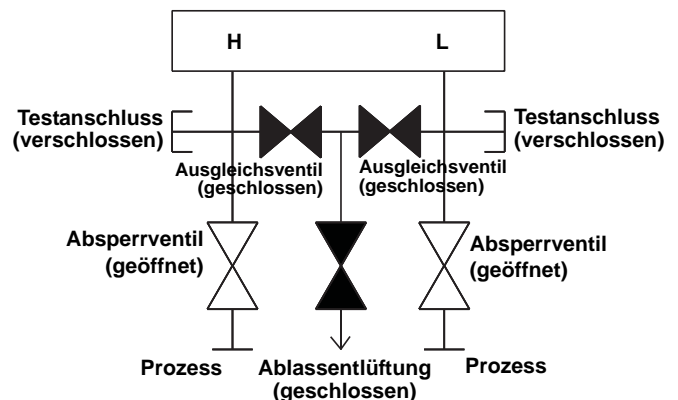 H
L
Testanschluss
(verschlossen)
Testanschluss
(verschlossen)
Ausgleichsventil
(geschlossen)
Ausgleichsventil
(geschlossen)
Absperrventil
(geöffnet)
Absperrventil
(geöffnet)
Prozess
Ablassentlüftung
(geschlossen)
Prozess